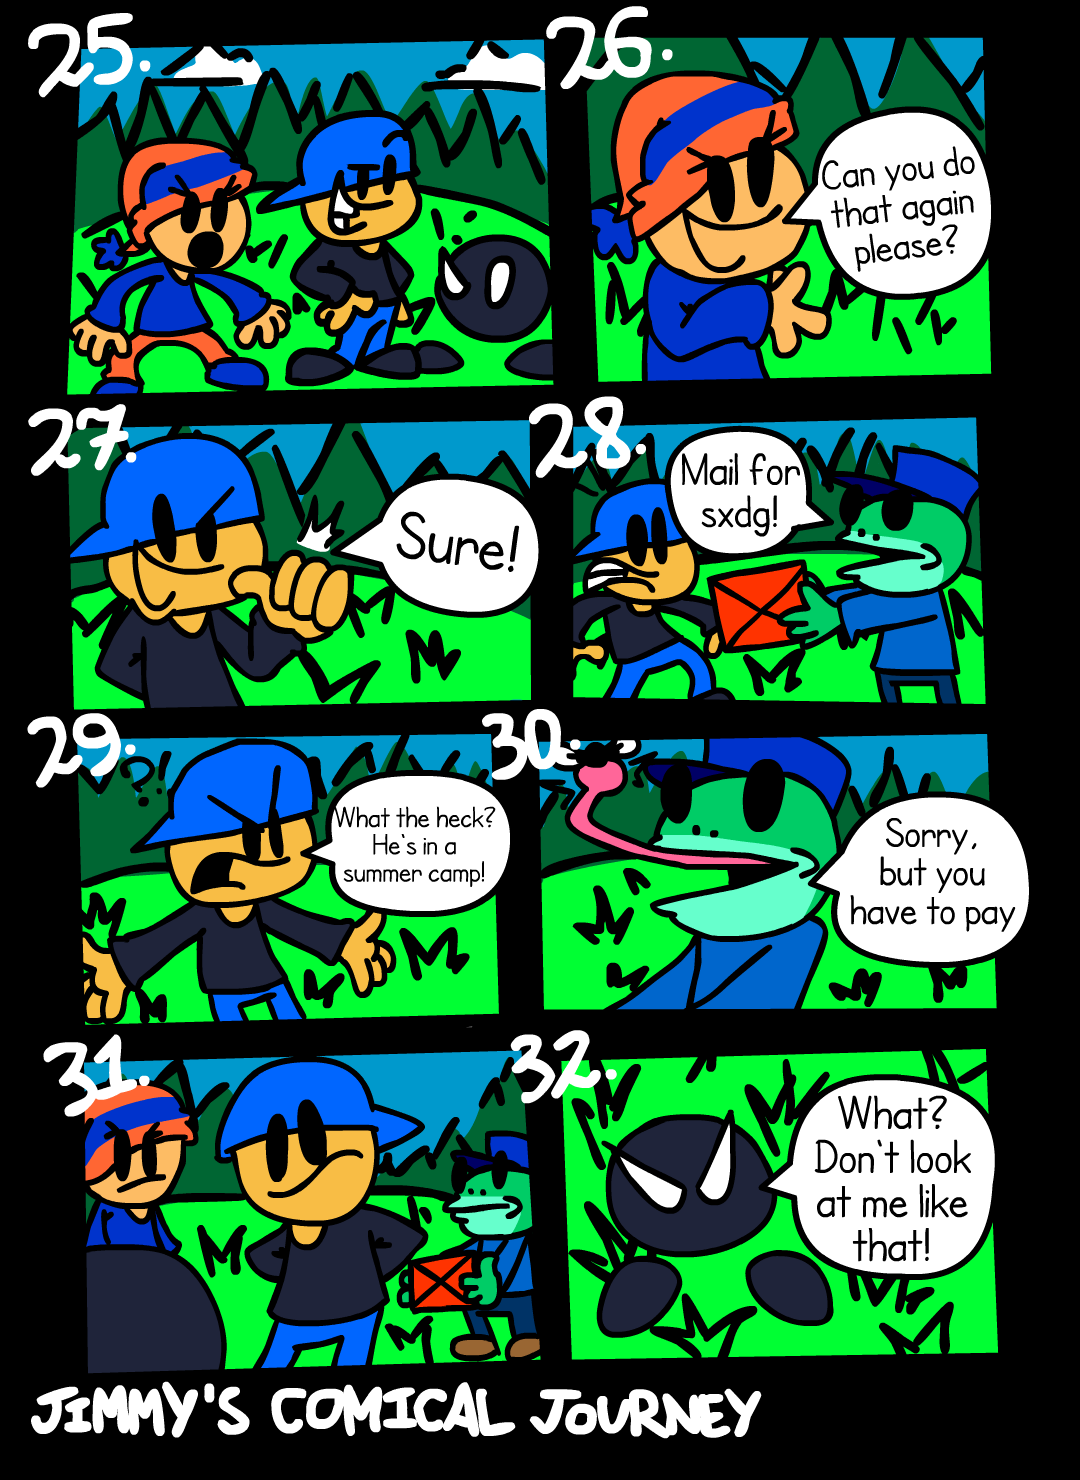 25.
26.
Can you do
that again
please?
27.
Sure!
28.
Mail for
sxdg!
29.
?!
What the heck?
He's in a
summer camp!
30.
Sorry,
but you
have to pay
31.
32.
What?
Don't look
at me like
that!
JIMMY'S COMICAL JOURNEY